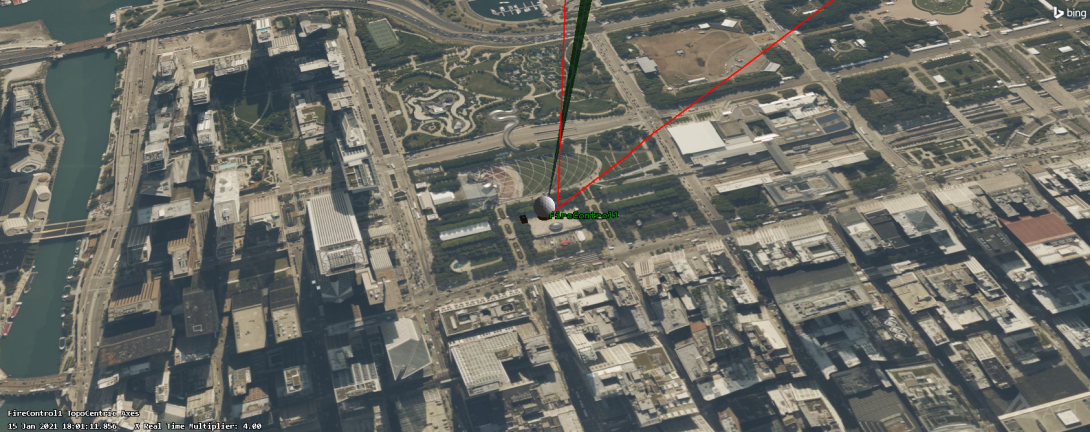 bing
FireControl1
FireControl1 TopoCentric Axes
15 Jan 2021 18:01:11.856 X Real Time Multiplier: 4.00